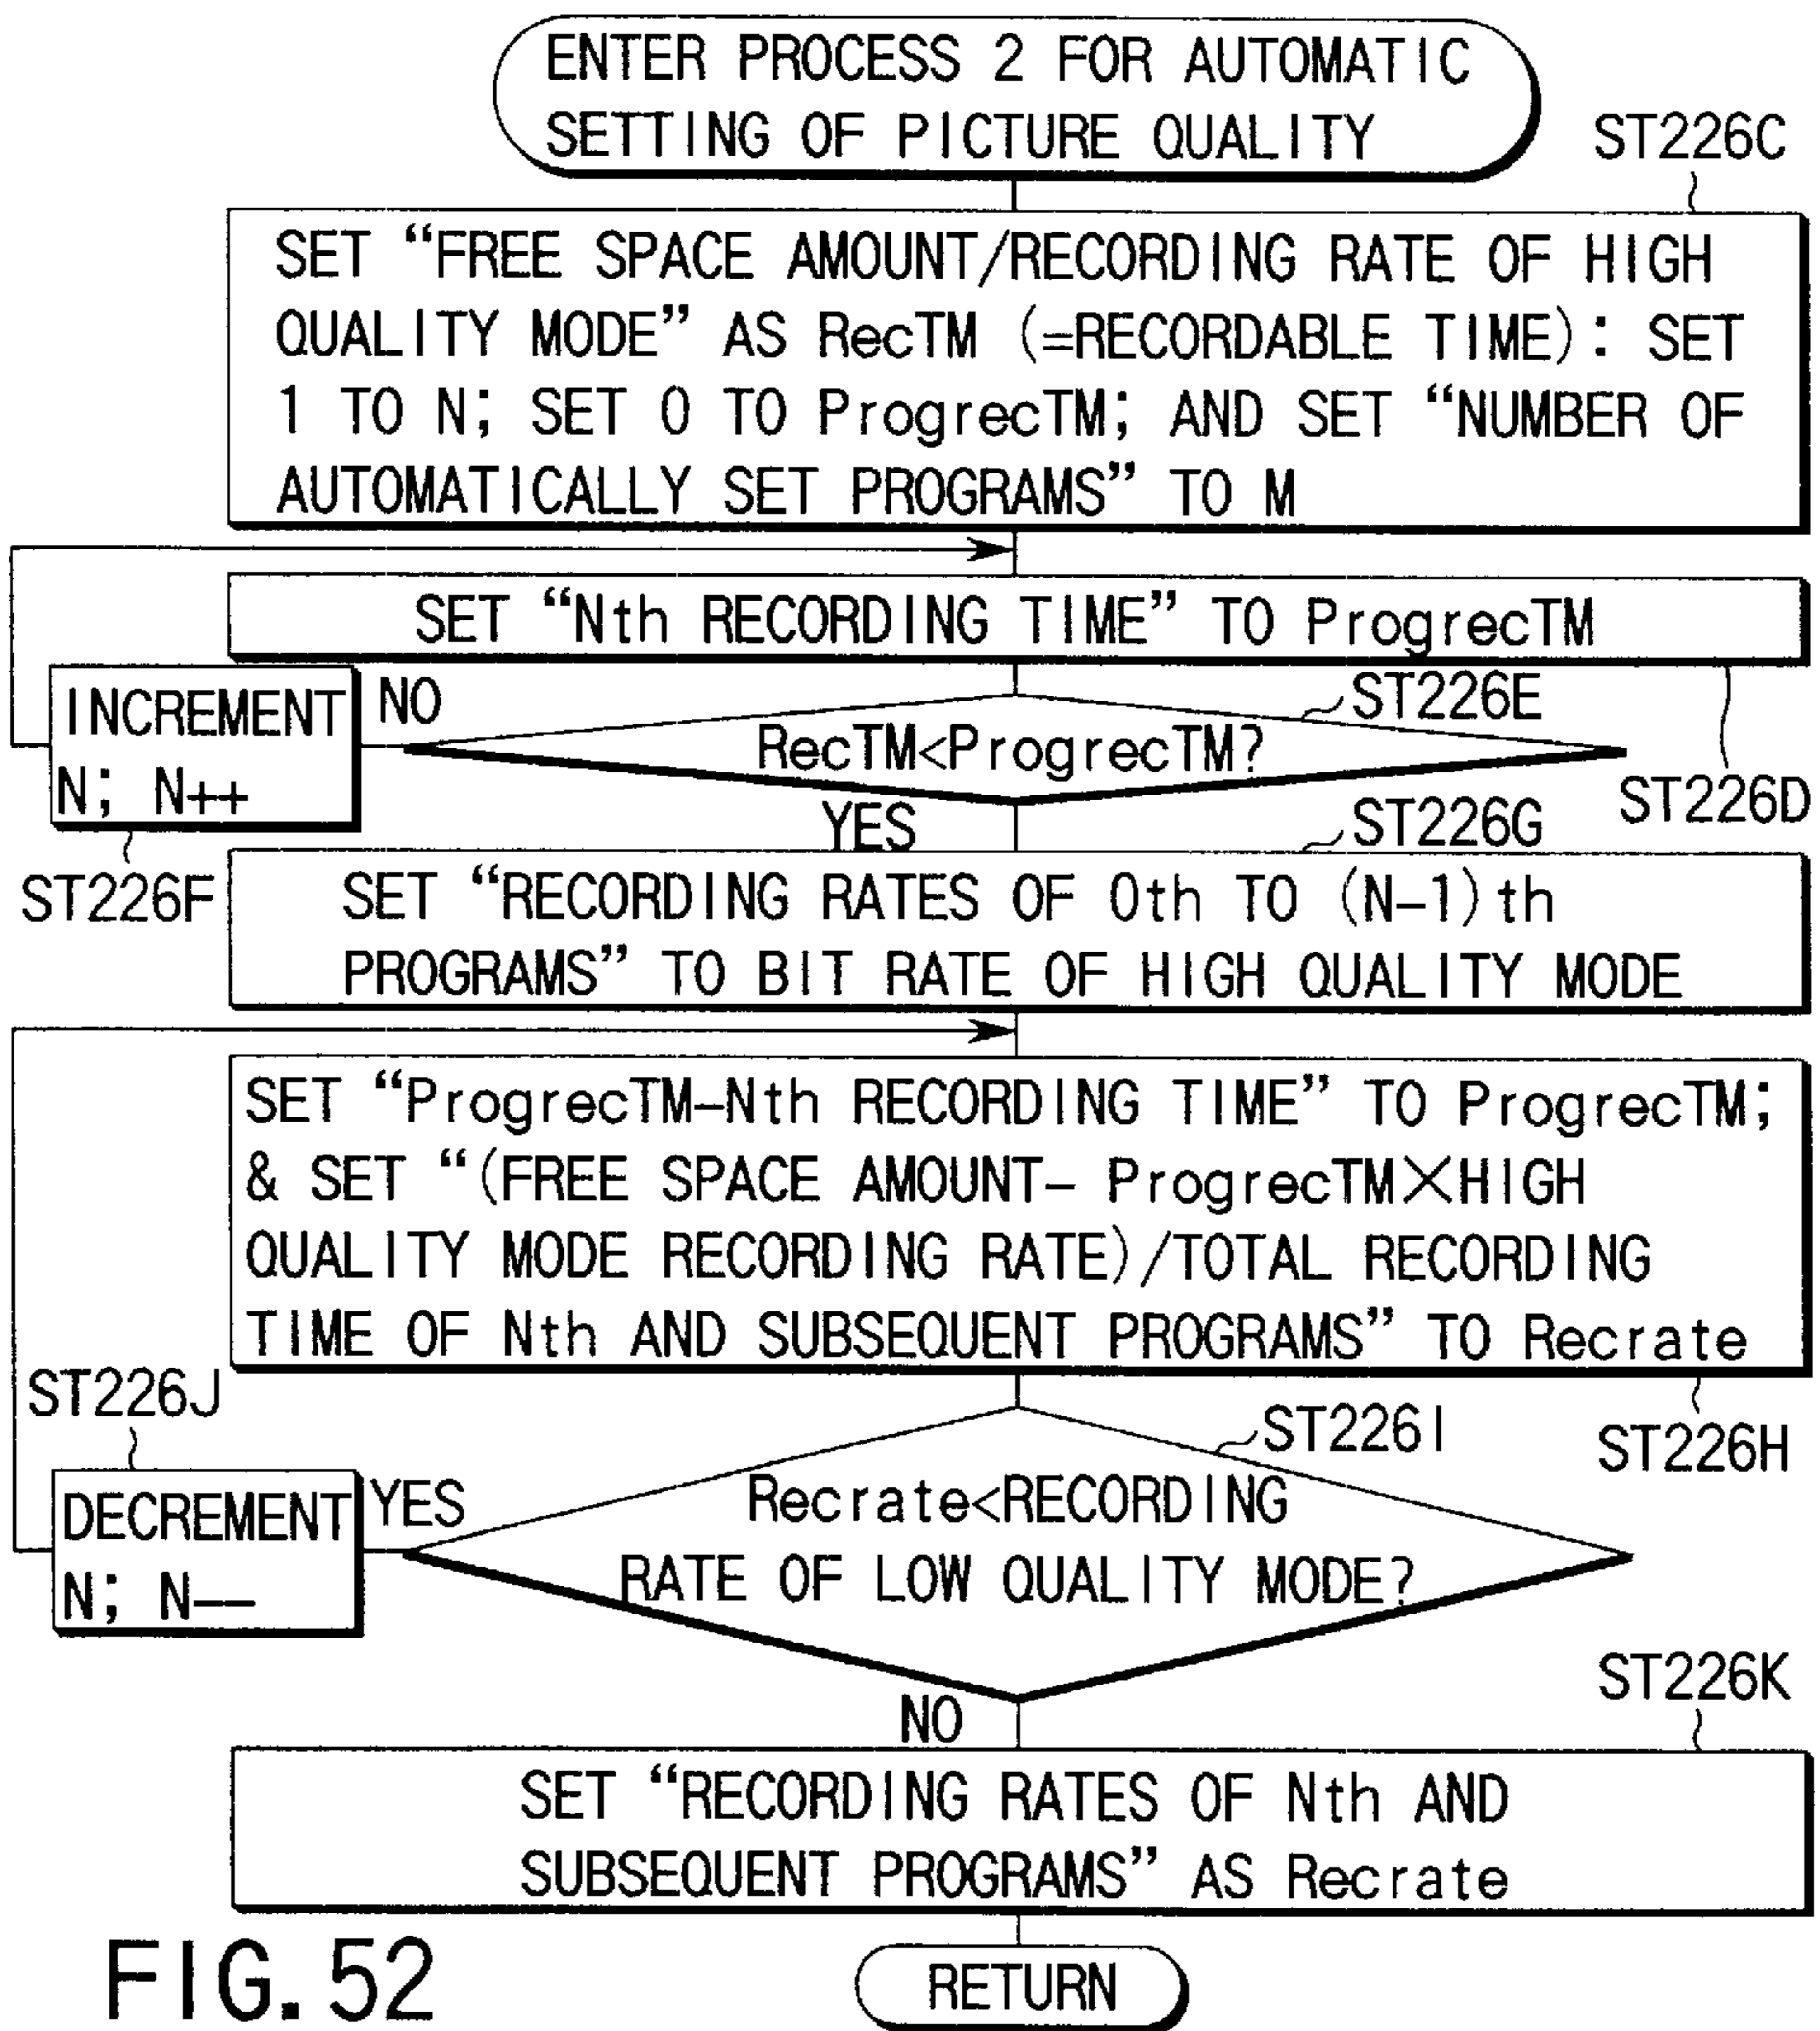 ENTER PROCESS 2 FOR AUTOMATIC
SETTING OF PICTURE QUALITY
ST226C
SET “FREE SPACE AMOUNT/RECORDING RATE OF HIGH
QUALITY MODE” AS RecTM (=RECORDABLE TIME): SET
1 TO N; SET 0 TO ProgrecTM; AND SET “NUMBER OF
AUTOMATICALLY SET PROGRAMS” TO M
SET “Nth RECORDING TIME” TO ProgrecTM
ST226D
INCREMENT
N; N++
ST226F
NO
ST226E
RecTM<ProgrecTM?
YES
ST226G
SET “RECORDING RATES OF 0th TO (N-1)th
PROGRAMS” TO BIT RATE OF HIGH QUALITY MODE
SET “ProgrecTM-Nth RECORDING TIME” TO ProgrecTM;
& SET “(FREE SPACE AMOUNT- ProgrecTM×HIGH
QUALITY MODE RECORDING RATE)/TOTAL RECORDING
TIME OF Nth AND SUBSEQUENT PROGRAMS” TO Recrate
ST226H
ST226J
DECREMENT
N; N--
YES
ST226I
Recrate<RECORDING
RATE OF LOW QUALITY MODE?
NO
ST226K
SET “RECORDING RATES OF Nth AND
SUBSEQUENT PROGRAMS” AS Recrate
RETURN
FIG.52